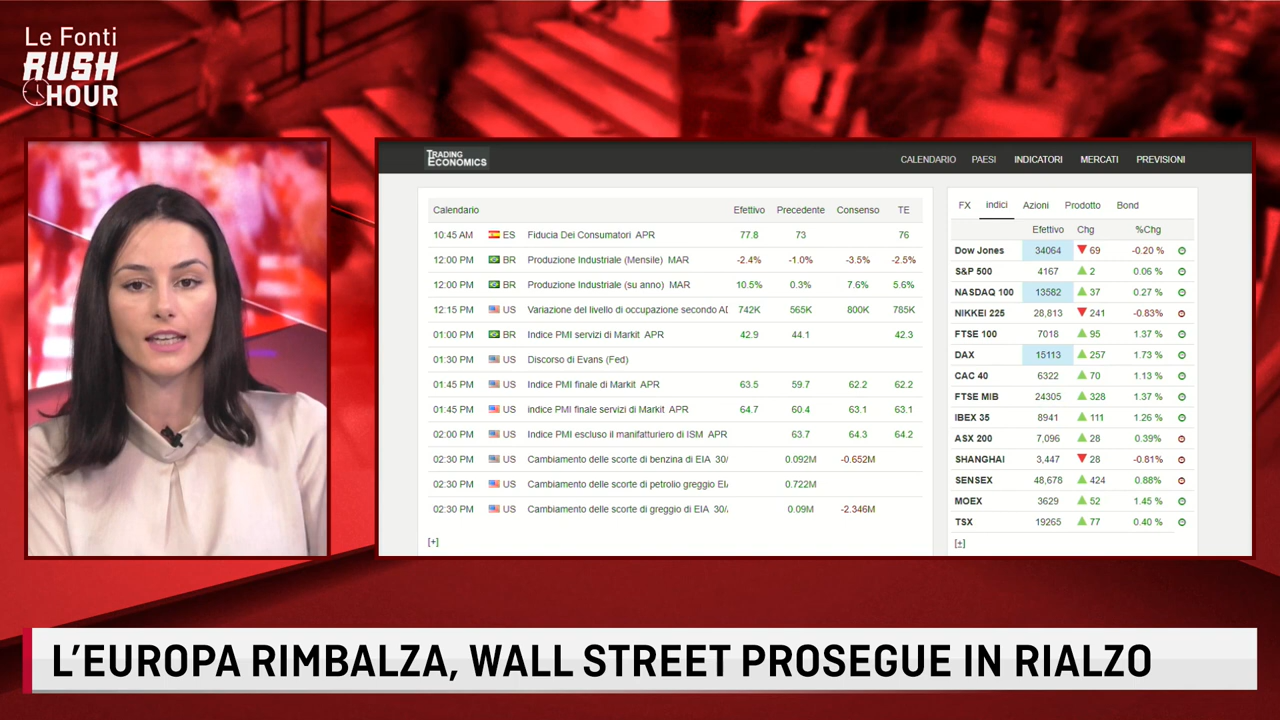 Le Fonti
RUSH
HOUR
TRADING
ECONOMICS
CALENDARIO PAESI INDICATORI MERCATI PREVISIONI
Calendario Efettivo Precedente Consenso TE
10:45 AM ES Fiducia Dei Consumatori APR 77.8 73 76
12:00 PM BR Produzione Industriale (Mensile) MAR -2.4% -1.0% -3.5% -2.5%
12:00 PM BR Produzione Industriale (su anno) MAR 10.5% 0.3% 7.6% 5.6%
12:15 PM US Variazione del livello di occupazione secondo AD 742K 565K 800K 785K
01:00 PM BR Indice PMI servizi di Markit APR 42.9 44.1 42.3
01:30 PM US Discorso di Evans (Fed)
01:45 PM US Indice PMI finale di Markit APR 63.5 59.7 62.2 62.2
01:45 PM US indice PMI finale servizi di Markit APR 64.7 60.4 63.1 63.1
02:00 PM US Indice PMI escluso il manifatturiero di ISM APR 63.7 64.3 64.2
02:30 PM US Cambiamento delle scorte di benzina di EIA 30/ 0.092M -0.652M
02:30 PM US Cambiamento delle scorte di petrolio greggio EIA 0.722M
02:30 PM US Cambiamento delle scorte di greggio di EIA 30/ 0.09M -2.346M
[+]
FX indici Azioni Prodotto Bond
Efettivo Chg %Chg
Dow Jones 34064 69 -0.20 %
S&P 500 4167 2 0.06 %
NASDAQ 100 13582 37 0.27 %
NIKKEI 225 28,813 241 -0.83%
FTSE 100 7018 95 1.37 %
DAX 15113 257 1.73 %
CAC 40 6322 70 1.13 %
FTSE MIB 24305 328 1.37 %
IBEX 35 8941 111 1.26 %
ASX 200 7,096 28 0.39%
SHANGHAI 3,447 28 -0.81%
SENSEX 48,678 424 0.88%
MOEX 3629 52 1.45 %
TSX 19265 77 0.40 %
[+]
L'EUROPA RIMBALZA, WALL STREET PROSEGUE IN RIALZO